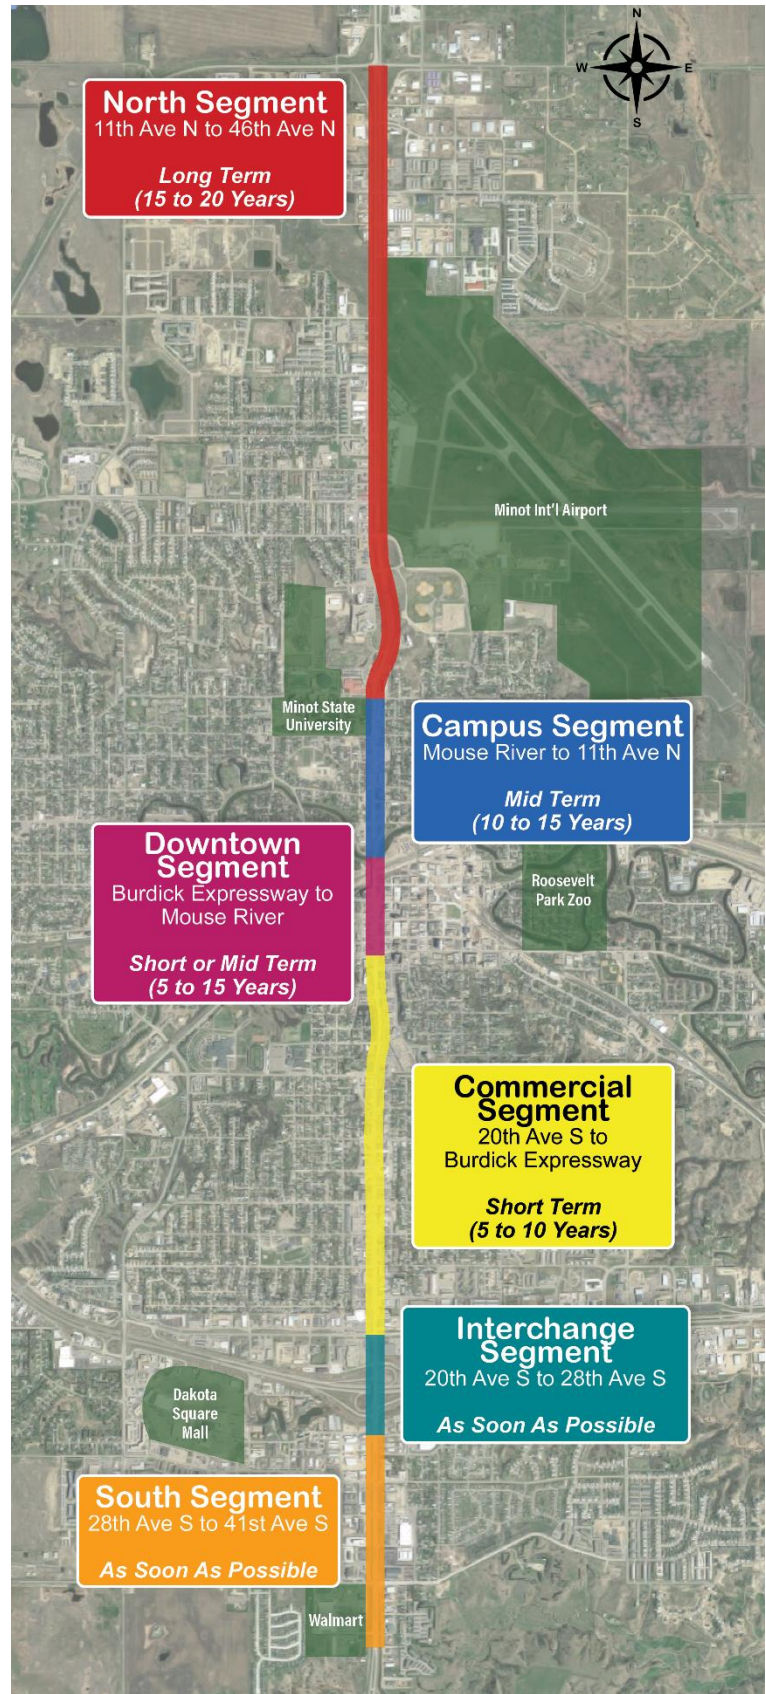 N
W E
S
North Segment
11th Ave N to 46th Ave N
Long Term
(15 to 20 Years)
Minot Int'l Airport
Minot State
University
Campus Segment
Mouse River to 11th Ave N
Mid Term
(10 to 15 Years)
Downtown
Segment
Burdick Expressway to
Mouse River
Short or Mid Term
(5 to 15 Years)
Roosevelt
Park Zoo
Commercial
Segment
20th Ave S to
Burdick Expressway
Short Term
(5 to 10 Years)
Interchange
Segment
20th Ave S to 28th Ave S
As Soon As Possible
Dakota
Square
Mall
South Segment
28th Ave S to 41st Ave S
As Soon As Possible
Walmart